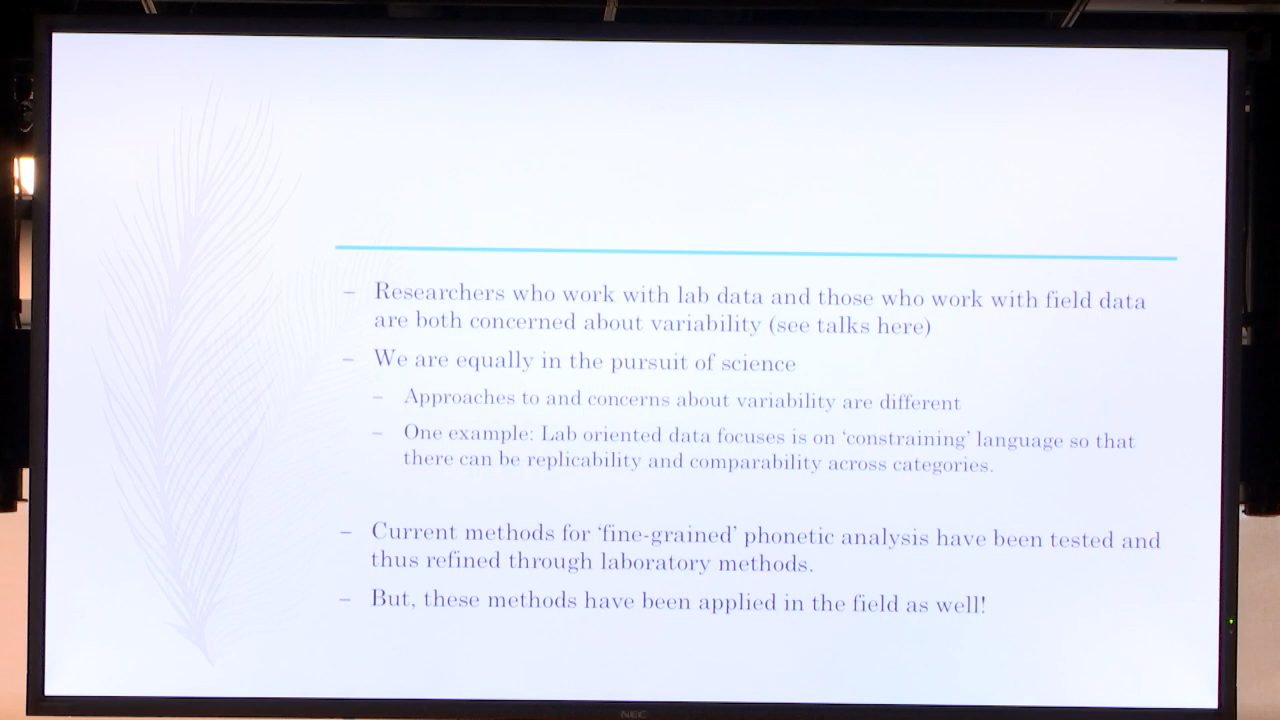 – Researchers who work with lab data and those who work with field data
are both concerned about variability (see talks here)
– We are equally in the pursuit of science
– Approaches to and concerns about variability are different
– One example: Lab oriented data focuses is on ‘constraining’ language so that
there can be replicability and comparability across categories.
– Current methods for ‘fine-grained’ phonetic analysis have been tested and
thus refined through laboratory methods.
– But, these methods have been applied in the field as well!
NEC